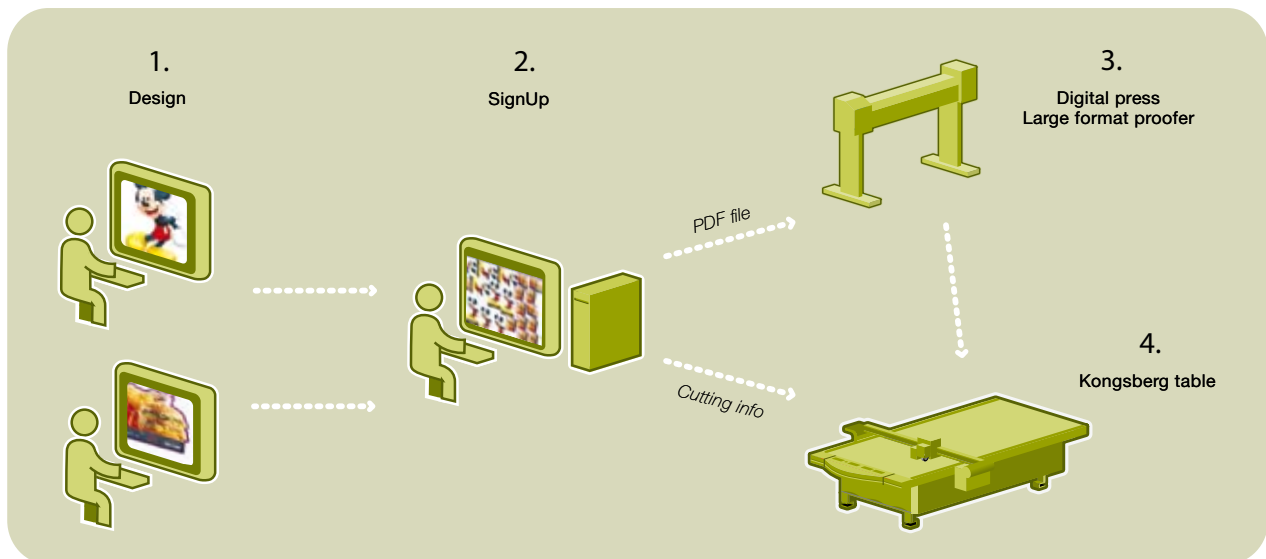 1.
Design
2.
SignUp
3.
Digital press
Large format proofer
PDF file
Cutting info
4.
Kongsberg table